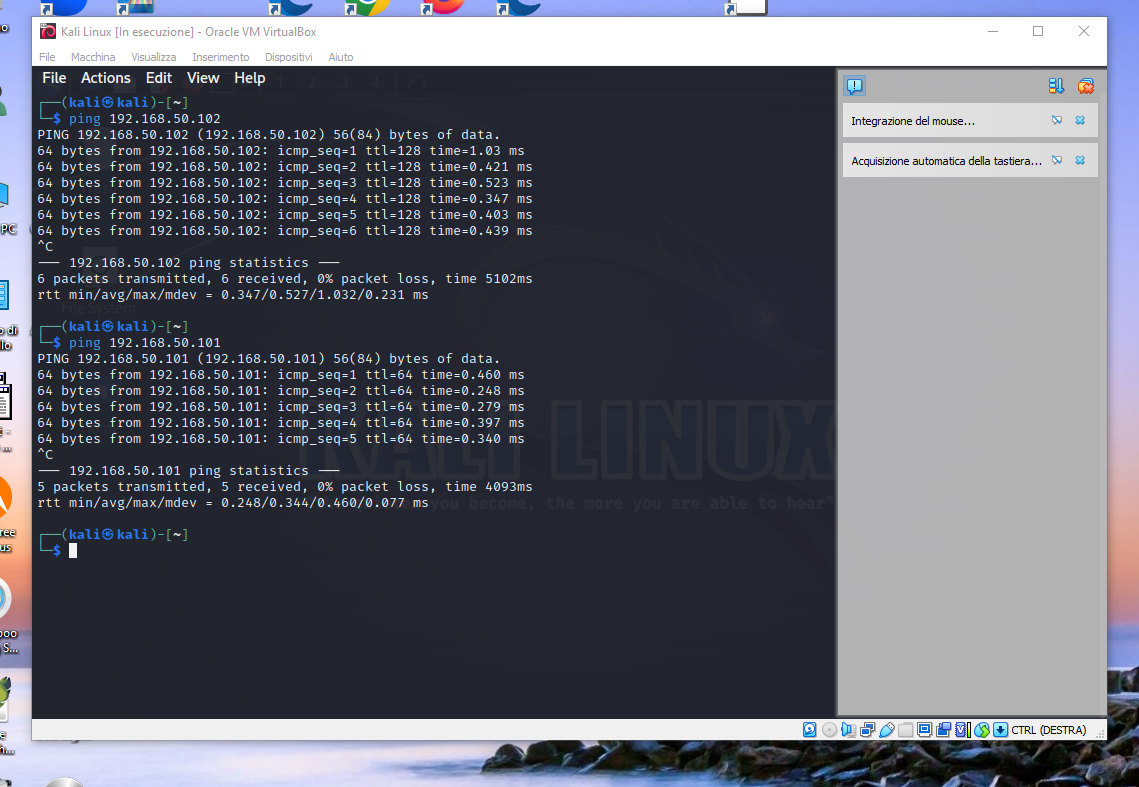 Kali Linux [In esecuzione] - Oracle VM VirtualBox
File Macchina Visualizza Inserimento Dispositivi Aiuto
File Actions Edit View Help
┌──(kali㉿kali)-[~]
└─$ ping 192.168.50.102
PING 192.168.50.102 (192.168.50.102) 56(84) bytes of data.
64 bytes from 192.168.50.102: icmp_seq=1 ttl=128 time=1.03 ms
64 bytes from 192.168.50.102: icmp_seq=2 ttl=128 time=0.421 ms
64 bytes from 192.168.50.102: icmp_seq=3 ttl=128 time=0.523 ms
64 bytes from 192.168.50.102: icmp_seq=4 ttl=128 time=0.347 ms
64 bytes from 192.168.50.102: icmp_seq=5 ttl=128 time=0.403 ms
64 bytes from 192.168.50.102: icmp_seq=6 ttl=128 time=0.439 ms
^C
--- 192.168.50.102 ping statistics ---
6 packets transmitted, 6 received, 0% packet loss, time 5102ms
rtt min/avg/max/mdev = 0.347/0.527/1.032/0.231 ms
File System
┌──(kali㉿kali)-[~]
└─$ ping 192.168.50.101
PING 192.168.50.101 (192.168.50.101) 56(84) bytes of data.
64 bytes from 192.168.50.101: icmp_seq=1 ttl=64 time=0.460 ms
64 bytes from 192.168.50.101: icmp_seq=2 ttl=64 time=0.248 ms
64 bytes from 192.168.50.101: icmp_seq=3 ttl=64 time=0.279 ms
64 bytes from 192.168.50.101: icmp_seq=4 ttl=64 time=0.397 ms
64 bytes from 192.168.50.101: icmp_seq=5 ttl=64 time=0.340 ms
^C
--- 192.168.50.101 ping statistics ---
5 packets transmitted, 5 received, 0% packet loss, time 4093ms
rtt min/avg/max/mdev = 0.248/0.344/0.460/0.077 ms
KALI LINUX
you become, the more you are able to hear"
┌──(kali㉿kali)-[~]
└─$
Integrazione del mouse...
Acquisizione automatica della tastiera...
CTRL (DESTRA)
PC